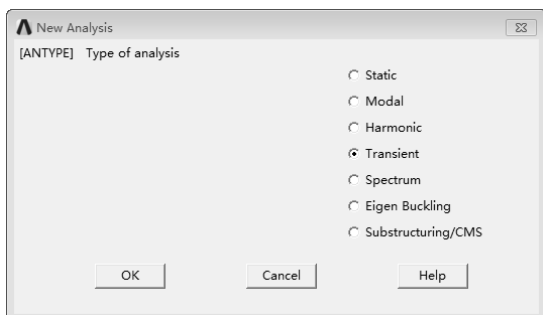 New Analysis
[ANTYPE] Type of analysis
Static
Modal
Harmonic
Transient
Spectrum
Eigen Buckling
Substructuring/CMS
OK Cancel Help